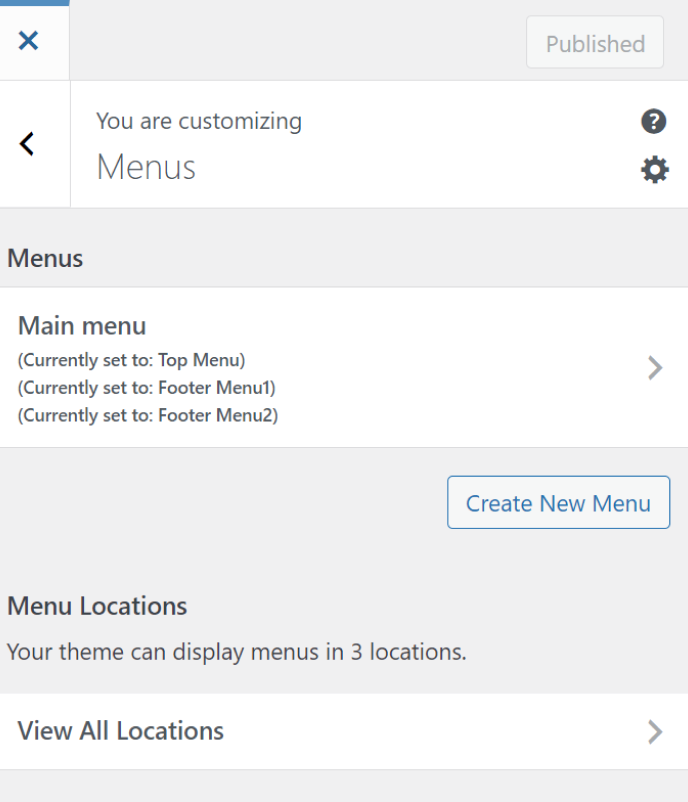 Published
You are customizing
Menus
Menus
Main menu
(Currently set to: Top Menu)
(Currently set to: Footer Menu1)
(Currently set to: Footer Menu2)
Create New Menu
Menu Locations
Your theme can display menus in 3 locations.
View All Locations